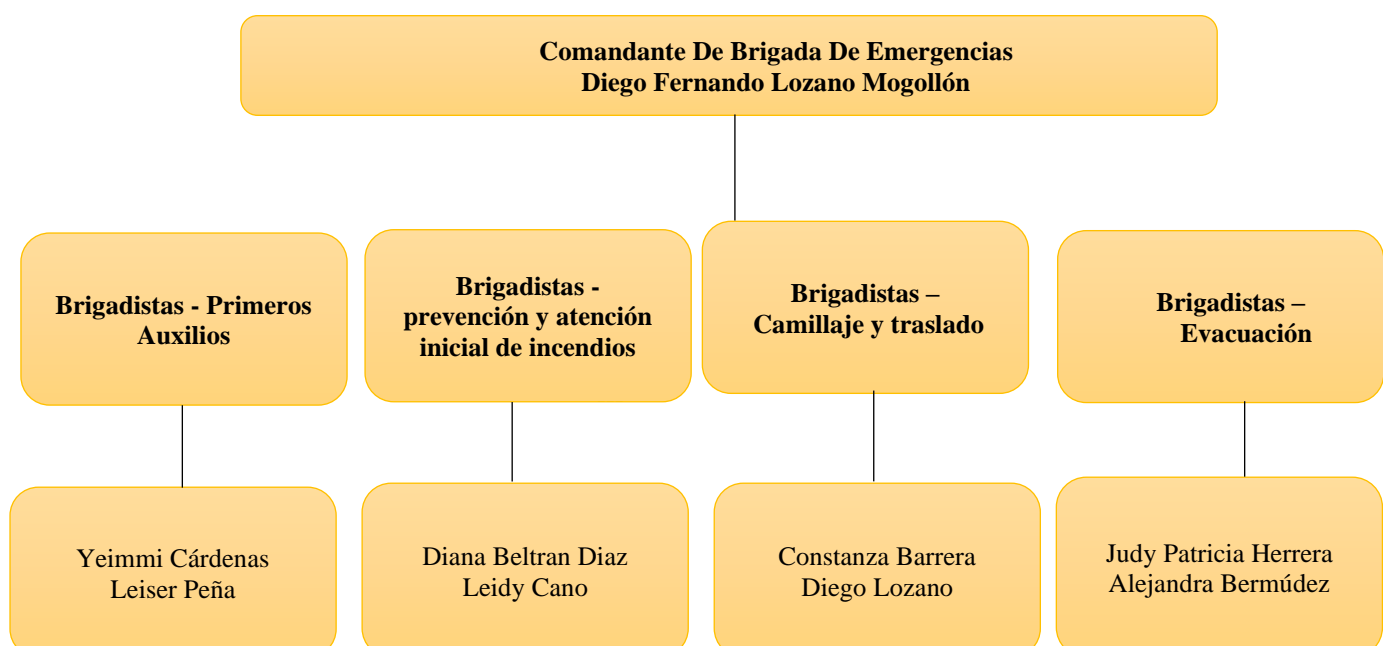 Comandante De Brigada De Emergencias
Diego Fernando Lozano Mogollón
Brigadistas - Primeros
Auxilios
Brigadistas -
prevención y atención
inicial de incendios
Brigadistas –
Camillaje y traslado
Brigadistas –
Evacuación
Yeimmi Cárdenas
Leiser Peña
Diana Beltran Diaz
Leidy Cano
Constanza Barrera
Diego Lozano
Judy Patricia Herrera
Alejandra Bermúdez